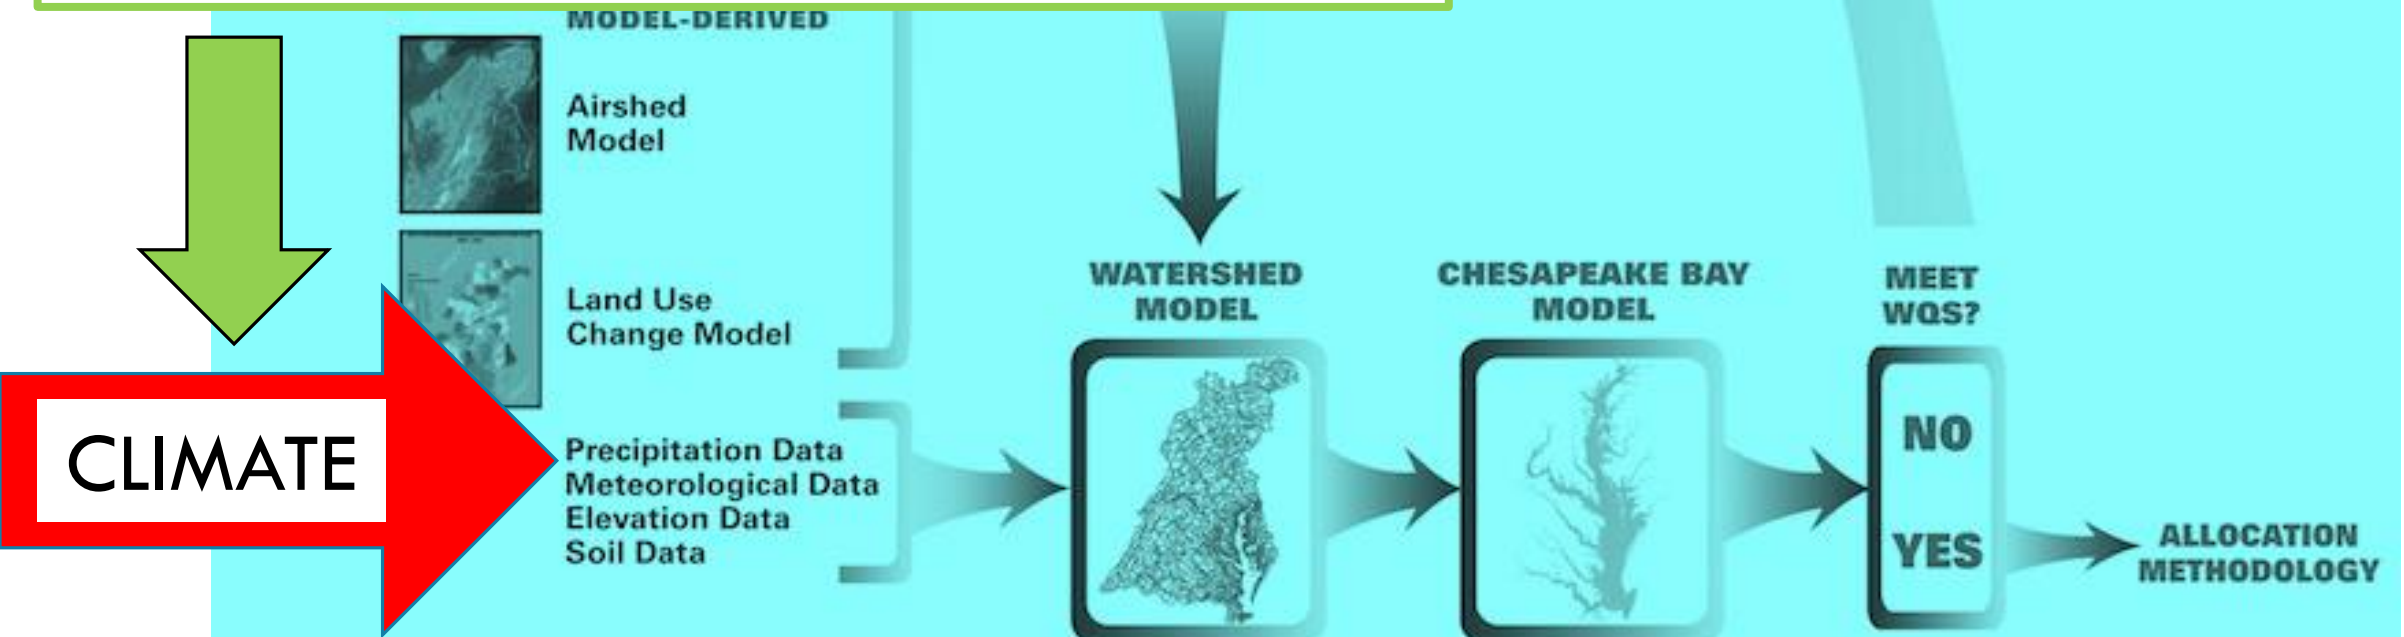 MODEL-DERIVED
Airshed
Model
Land Use
Change Model
CLIMATE
Precipitation Data
Meteorological Data
Elevation Data
Soil Data
WATERSHED
MODEL
CHESAPEAKE BAY
MODEL
MEET
WQS?
NO
YES
ALLOCATION
METHODOLOGY